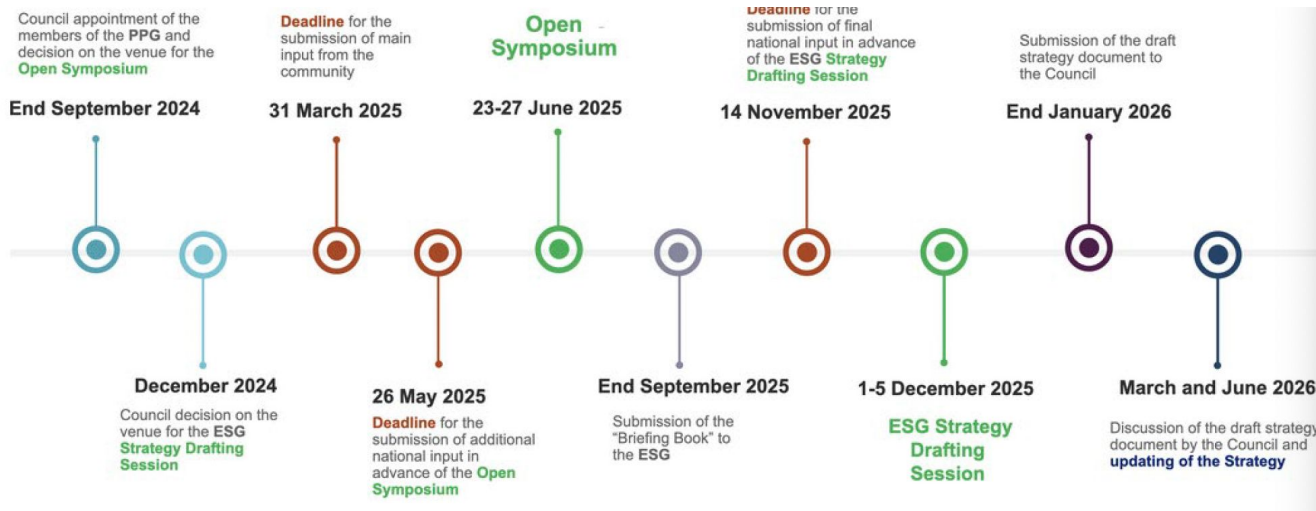 Council appointment of the
members of the PPG and
decision on the venue for the
Open Symposium
End September 2024
Deadline for the
submission of main
input from the
community
31 March 2025
Open
Symposium
23-27 June 2025
Deadline for the
submission of final
national input in advance
of the ESG Strategy
Drafting Session
14 November 2025
Submission of the draft
strategy document to
the Council
End January 2026
December 2024
Council decision on the
venue for the ESG
Strategy Drafting
Session
26 May 2025
Deadline for the
submission of additional
national input in
advance of the Open
Symposium
End September 2025
Submission of the
“Briefing Book” to
the ESG
1-5 December 2025
ESG Strategy
Drafting
Session
March and June 2026
Discussion of the draft strategy
document by the Council and
updating of the Strategy